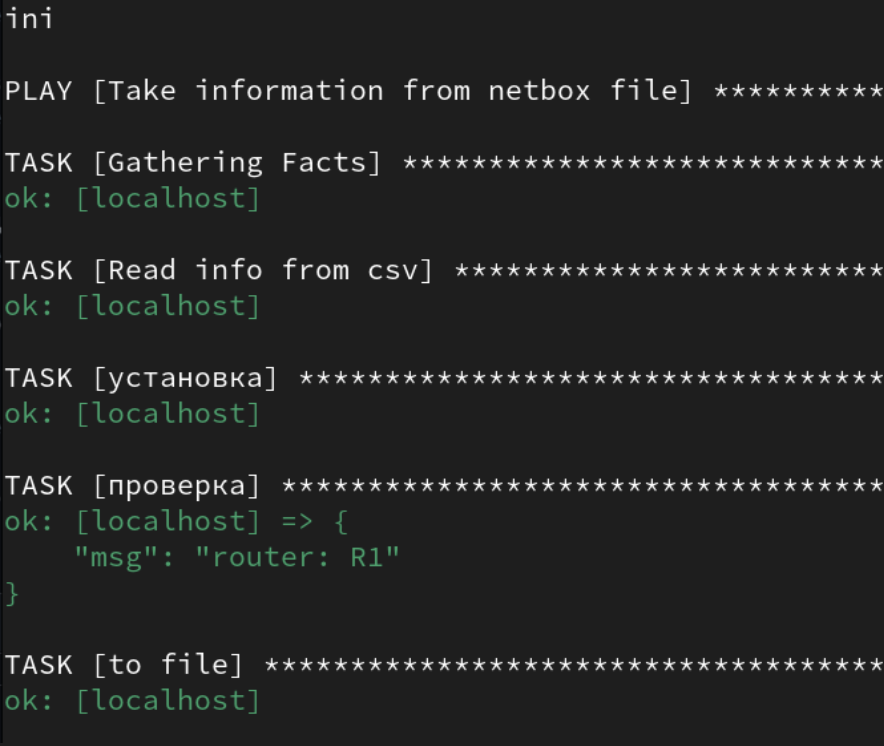 ini
PLAY [Take information from netbox file] **********
TASK [Gathering Facts] ****************************
ok: [localhost]
TASK [Read info from csv] *************************
ok: [localhost]
TASK [установка] **********************************
ok: [localhost]
TASK [проверка] ***********************************
ok: [localhost] => {
    "msg": "router: R1"
}
TASK [to file] ************************************
ok: [localhost]